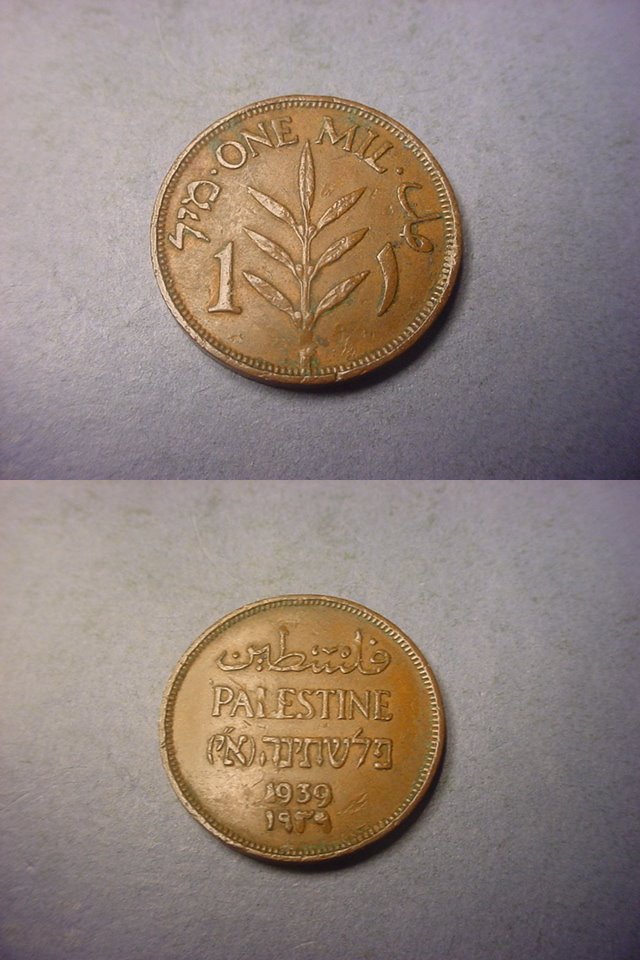 מיל · ONE MIL · مل
1 ١
فلسطين
PALESTINE
פלשתינה (א״י)
1939
١٩٣٩